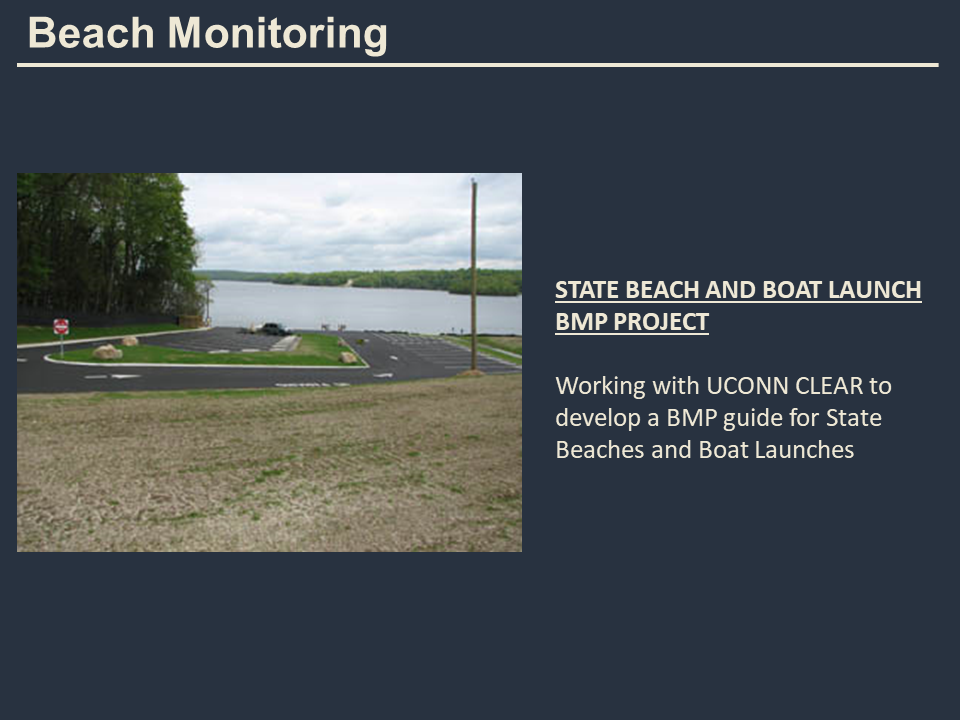 Beach Monitoring
STATE BEACH AND BOAT LAUNCH
BMP PROJECT
Working with UCONN CLEAR to
develop a BMP guide for State
Beaches and Boat Launches